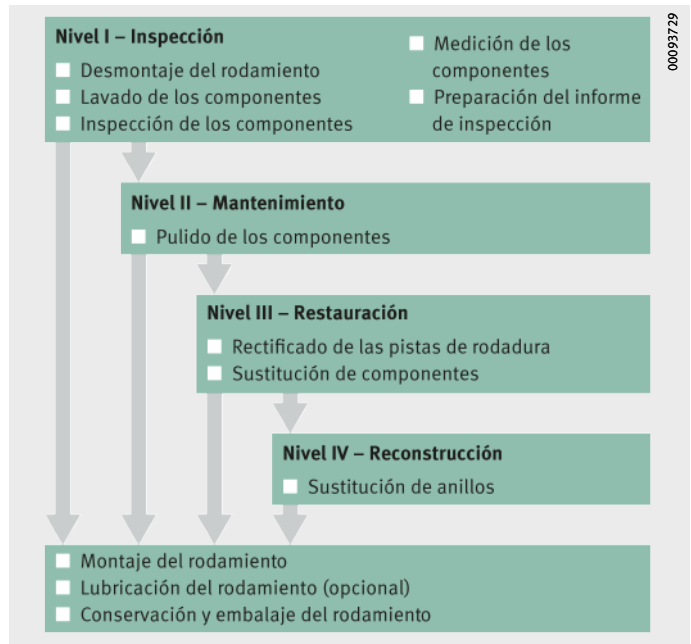 Nivel I – Inspección
Desmontaje del rodamiento
Lavado de los componentes
Inspección de los componentes
Medición de los
componentes
Preparación del informe
de inspección
00093729
Nivel II – Mantenimiento
Pulido de los componentes
Nivel III – Restauración
Rectificado de las pistas de rodadura
Sustitución de componentes
Nivel IV – Reconstrucción
Sustitución de anillos
Montaje del rodamiento
Lubricación del rodamiento (opcional)
Conservación y embalaje del rodamiento